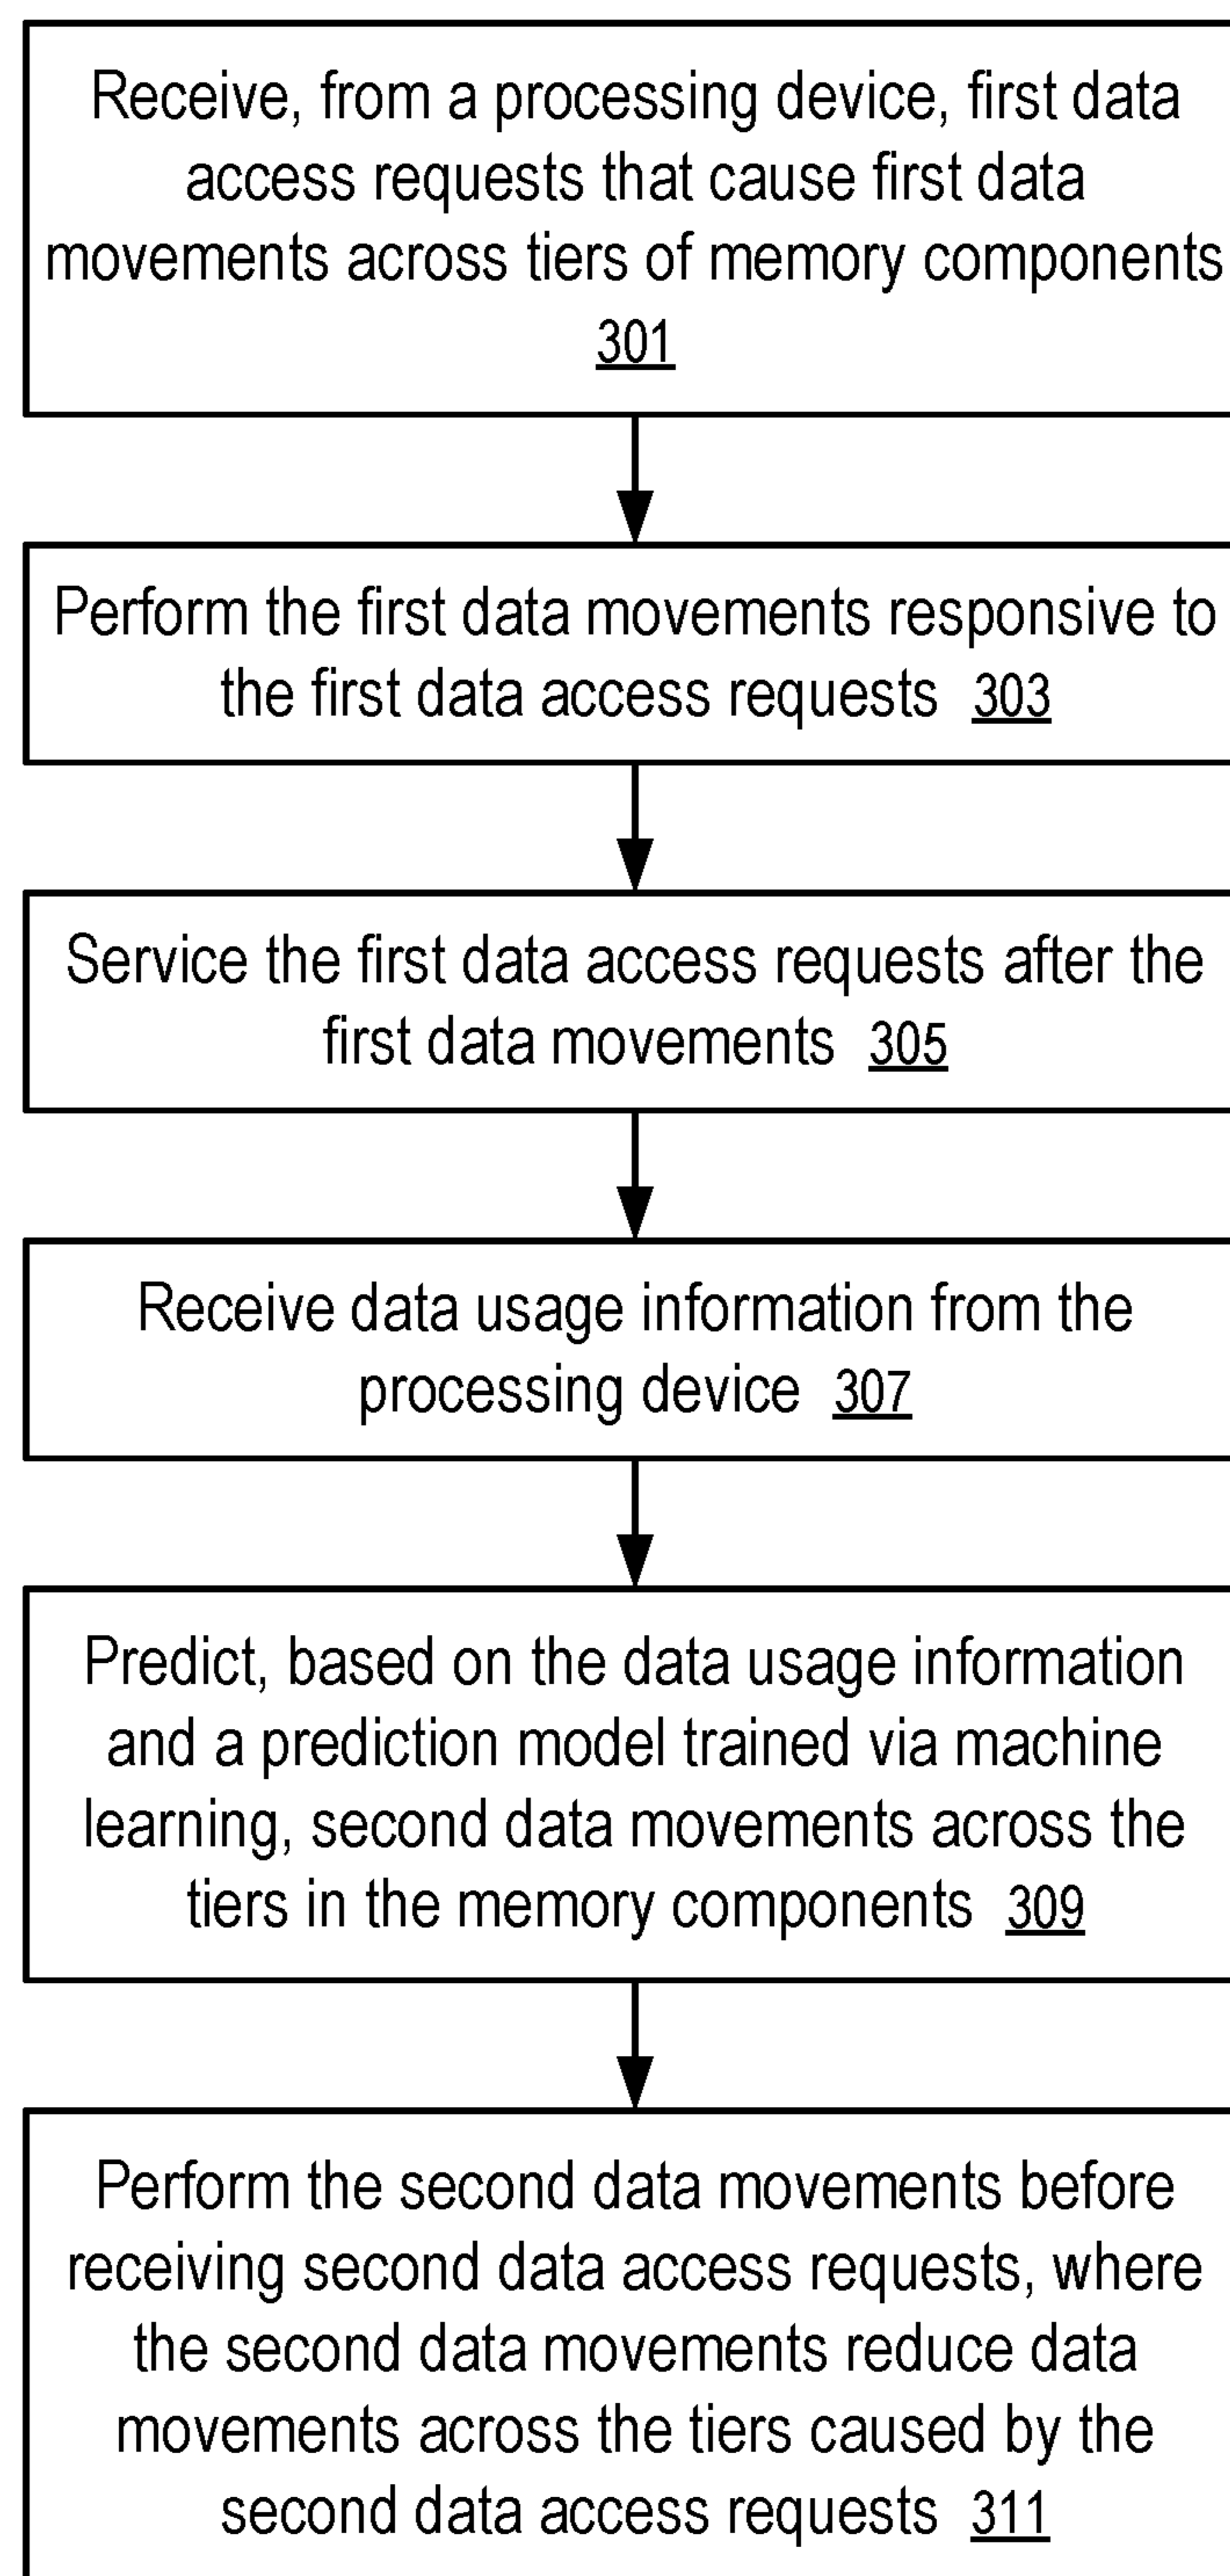 Receive, from a processing device, first data
access requests that cause first data
movements across tiers of memory components
301
Perform the first data movements responsive to
the first data access requests 303
Service the first data access requests after the
first data movements 305
Receive data usage information from the
processing device 307
Predict, based on the data usage information
and a prediction model trained via machine
learning, second data movements across the
tiers in the memory components 309
Perform the second data movements before
receiving second data access requests, where
the second data movements reduce data
movements across the tiers caused by the
second data access requests 311